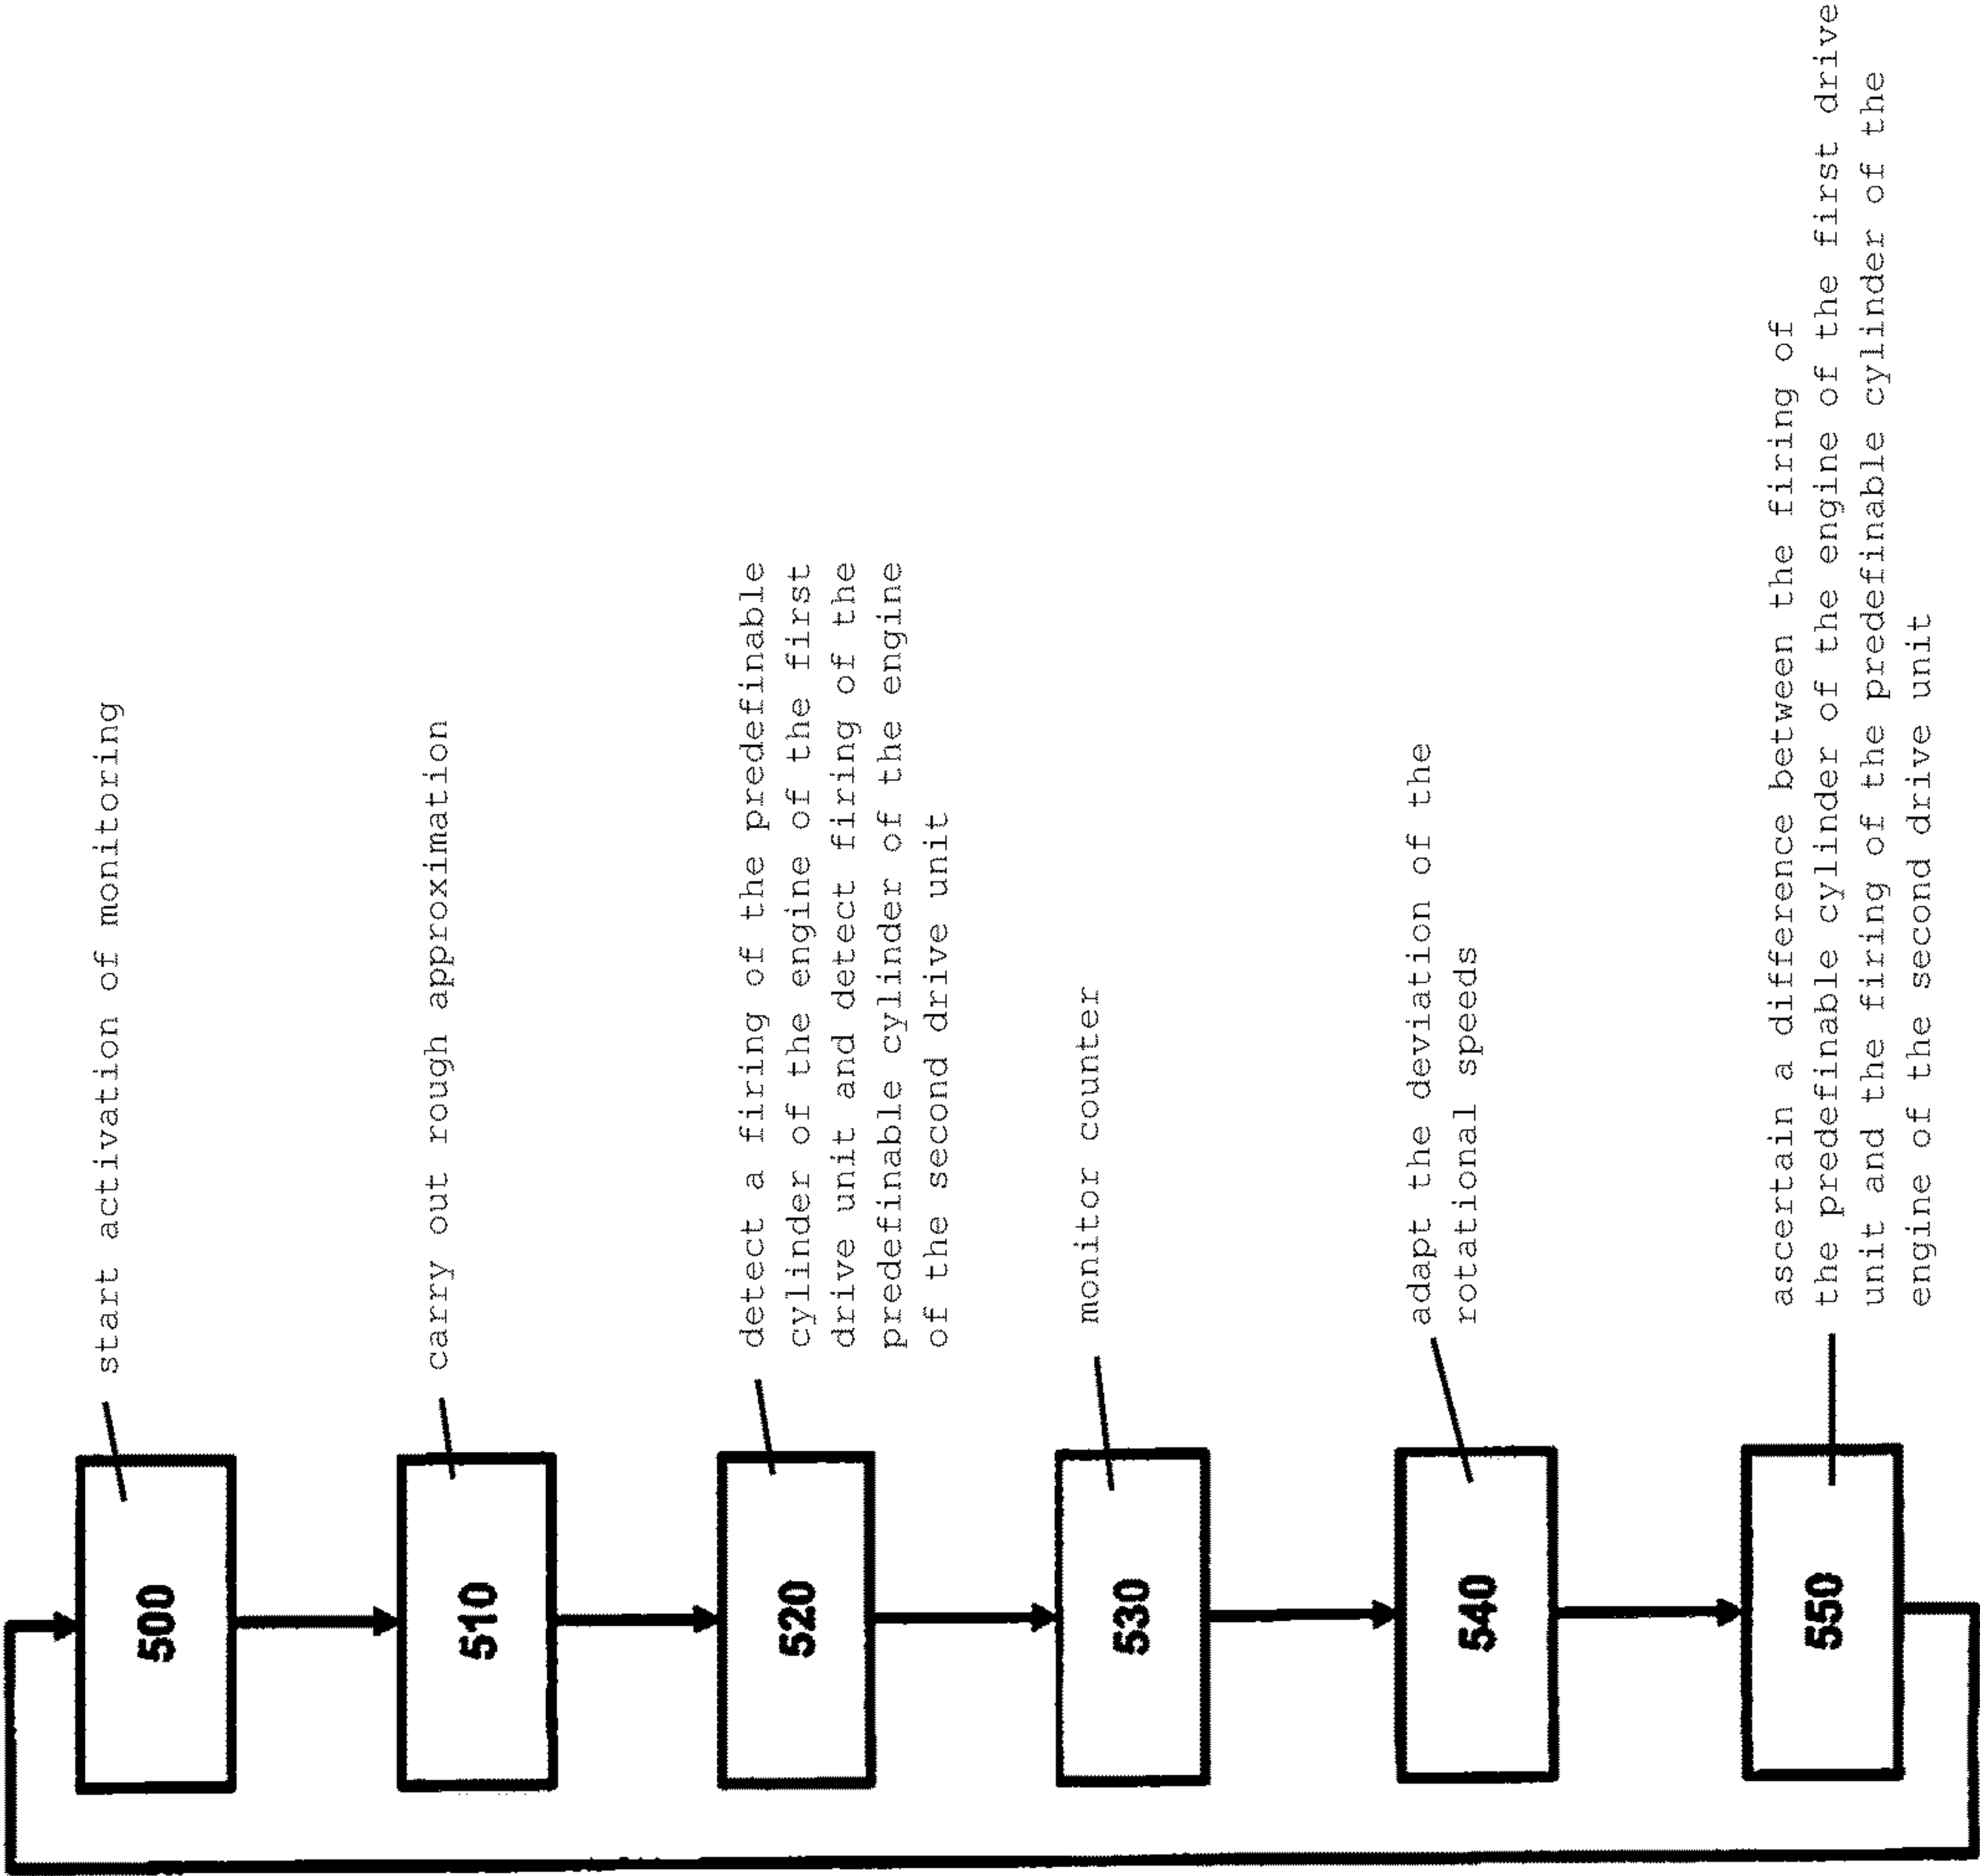 500
start activation of monitoring
510
carry out rough approximation
520
detect a firing of the predefinable
cylinder of the engine of the first
drive unit and detect firing of the
predefinable cylinder of the engine
of the second drive unit
530
monitor counter
540
adapt the deviation of the
rotational speeds
550
ascertain a difference between the firing of
the predefinable cylinder of the engine of the first drive
unit and the firing of the predefinable cylinder of the
engine of the second drive unit